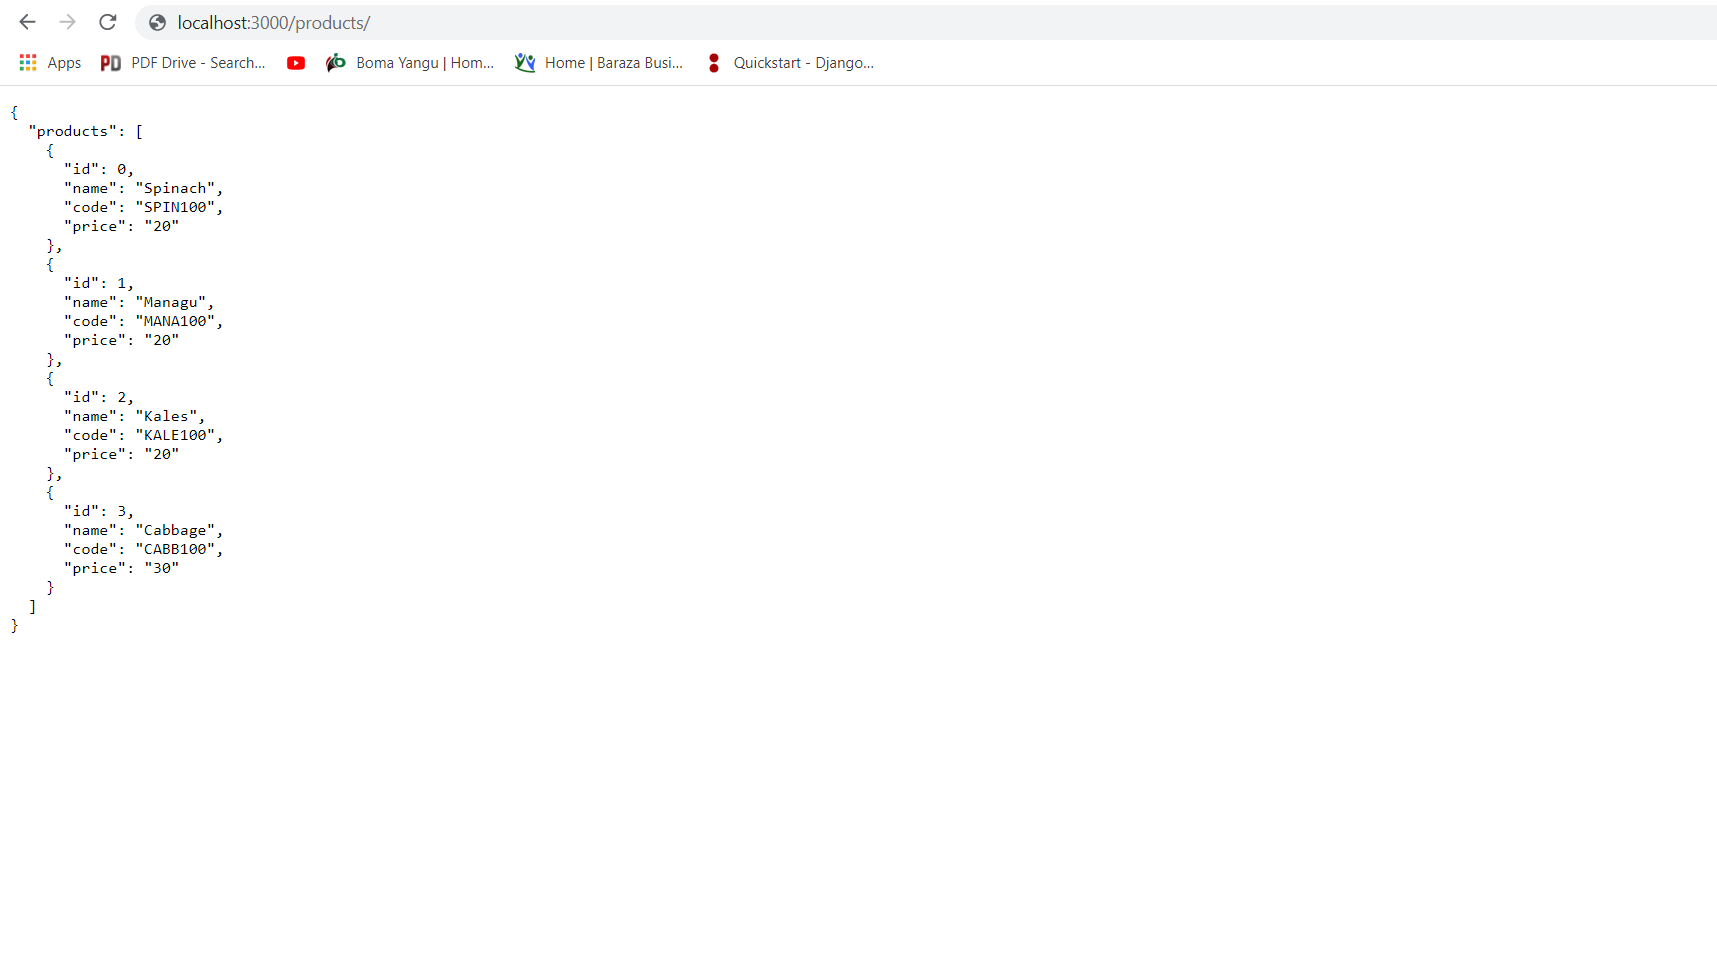 localhost:3000/products/
Apps PDF Drive - Search... Boma Yangu | Hom... Home | Baraza Busi... Quickstart - Django...
{
  "products": [
    {
      "id": 0,
      "name": "Spinach",
      "code": "SPIN100",
      "price": "20"
    },
    {
      "id": 1,
      "name": "Managu",
      "code": "MANA100",
      "price": "20"
    },
    {
      "id": 2,
      "name": "Kales",
      "code": "KALE100",
      "price": "20"
    },
    {
      "id": 3,
      "name": "Cabbage",
      "code": "CABB100",
      "price": "30"
    }
  ]
}